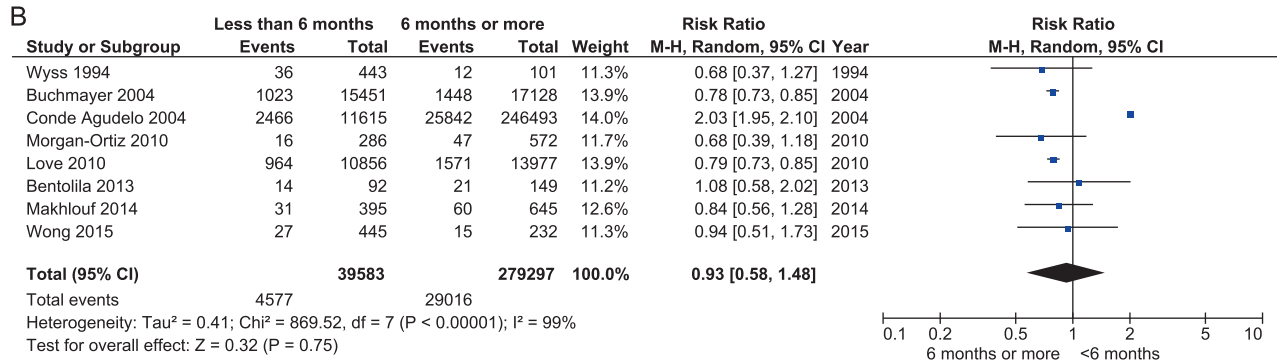 B
Less than 6 months 6 months or more Risk Ratio Risk Ratio
Study or Subgroup Events Total Events Total Weight M-H, Random, 95% CI Year M-H, Random, 95% CI
Wyss 1994 36 443 12 101 11.3% 0.68 [0.37, 1.27] 1994
Buchmayer 2004 1023 15451 1448 17128 13.9% 0.78 [0.73, 0.85] 2004
Conde Agudelo 2004 2466 11615 25842 246493 14.0% 2.03 [1.95, 2.10] 2004
Morgan-Ortiz 2010 16 286 47 572 11.7% 0.68 [0.39, 1.18] 2010
Love 2010 964 10856 1571 13977 13.9% 0.79 [0.73, 0.85] 2010
Bentolila 2013 14 92 21 149 11.2% 1.08 [0.58, 2.02] 2013
Makhlouf 2014 31 395 60 645 12.6% 0.84 [0.56, 1.28] 2014
Wong 2015 27 445 15 232 11.3% 0.94 [0.51, 1.73] 2015
Total (95% CI) 39583 279297 100.0% 0.93 [0.58, 1.48]
Total events 4577 29016
Heterogeneity: Tau² = 0.41; Chi² = 869.52, df = 7 (P < 0.00001); I² = 99%
Test for overall effect: Z = 0.32 (P = 0.75)
0.1 0.2 0.5 1 2 5 10
6 months or more <6 months